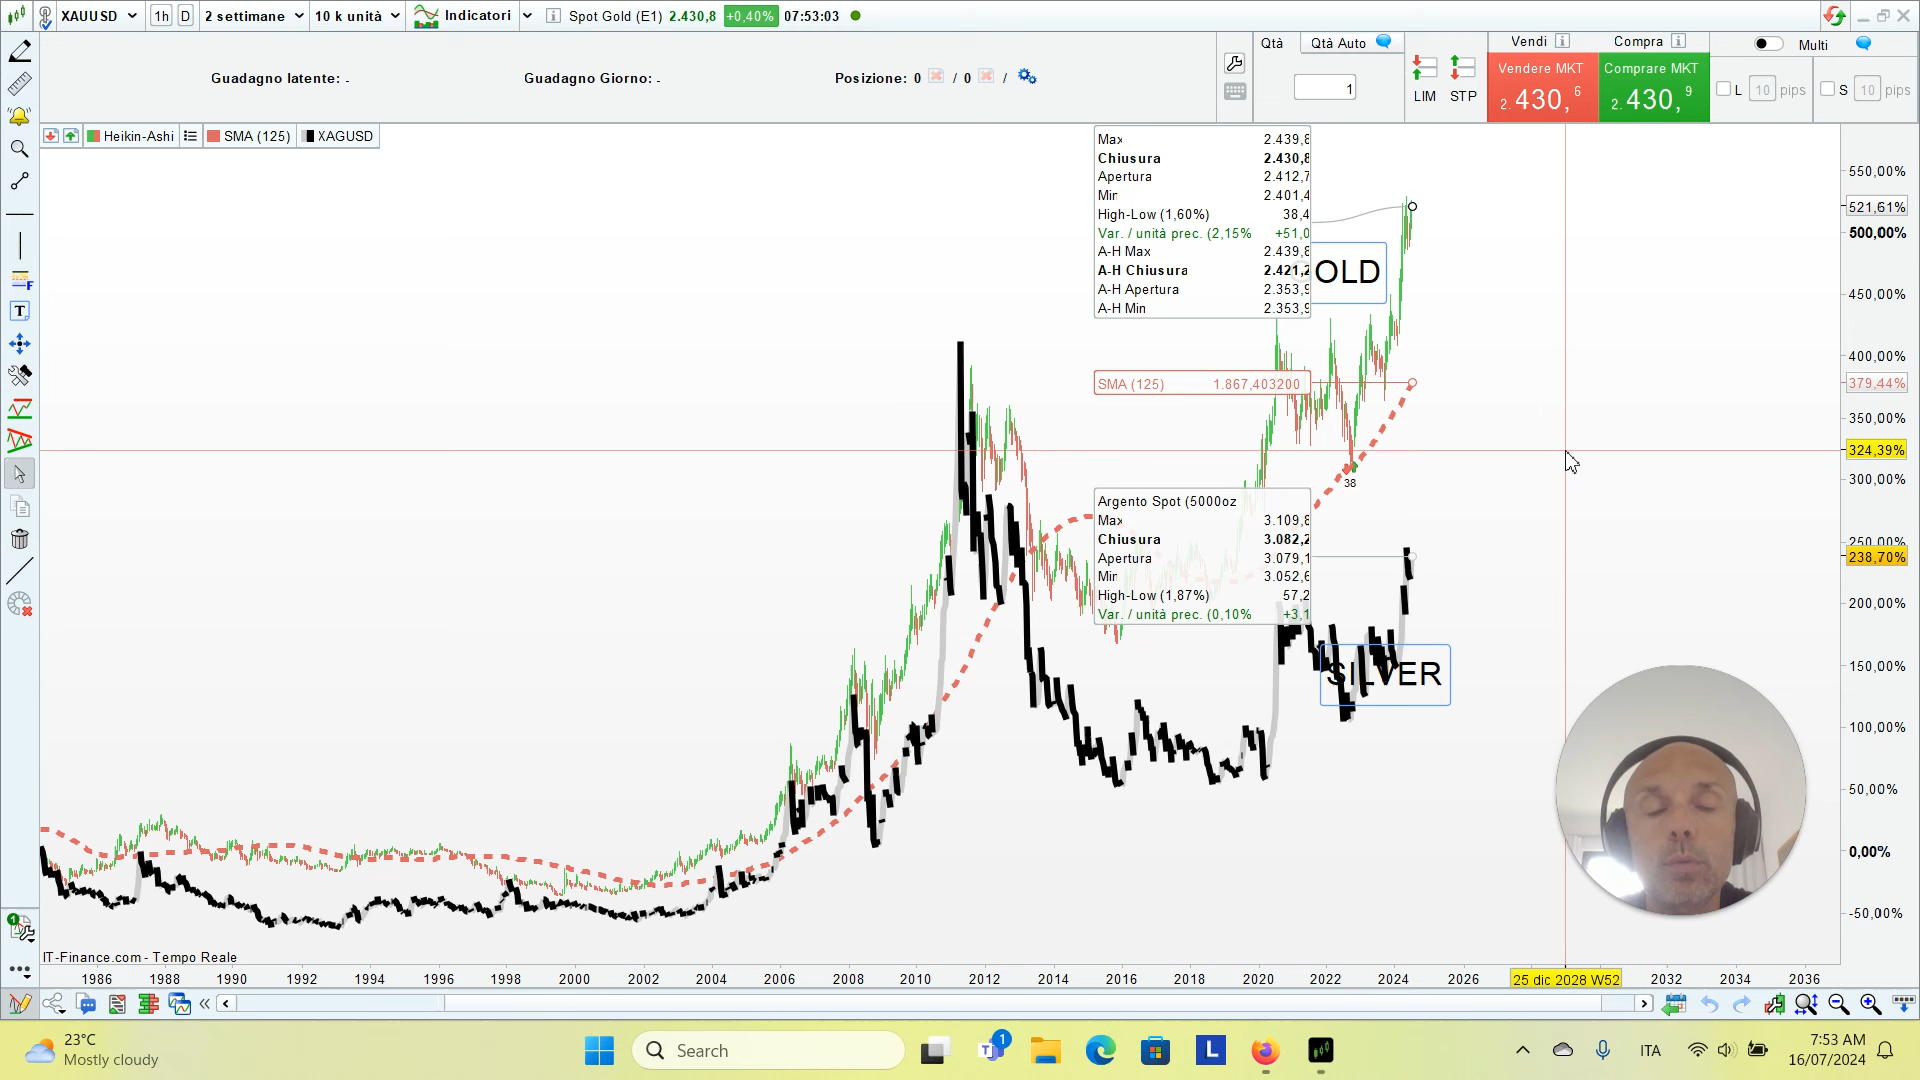 XAUUSD 1h D 2 settimane 10 k unità Indicatori Spot Gold (E1) 2.430,8 +0,40% 07:53:03
Guadagno latente: - Guadagno Giorno: - Posizione: 0 / 0 /
Qtà Qtà Auto
1
LIM STP
Vendi Compra Multi
Vendere MKT Comprare MKT
2.430,6 2.430,9
L 10 pips S 10 pips
Heikin-Ashi SMA (125) XAGUSD
Max 2.439,8
Chiusura 2.430,8
Apertura 2.412,7
Min 2.401,4
High-Low (1,60%) 38,4
Var. / unità prec. (2,15% +51,0
A-H Max 2.439,8
A-H Chiusura 2.421,2
A-H Apertura 2.353,9
A-H Min 2.353,9
OLD
SMA (125) 1.867,403200
38
Argento Spot (5000oz
Max 3.109,8
Chiusura 3.082,2
Apertura 3.079,1
Min 3.052,6
High-Low (1,87%) 57,2
Var. / unità prec. (0,10% +3,1
SILVER
550,00%
521,61%
500,00%
450,00%
400,00%
379,44%
350,00%
324,39%
300,00%
250,00%
238,70%
200,00%
150,00%
100,00%
50,00%
0,00%
-50,00%
IT-Finance.com - Tempo Reale
1986 1988 1990 1992 1994 1996 1998 2000 2002 2004 2006 2008 2010 2012 2014 2016 2018 2020 2022 2024 2026 25 dic 2028 W52 2032 2034 2036
1
23°C
Mostly cloudy
Search
1
L
ITA
7:53 AM
16/07/2024